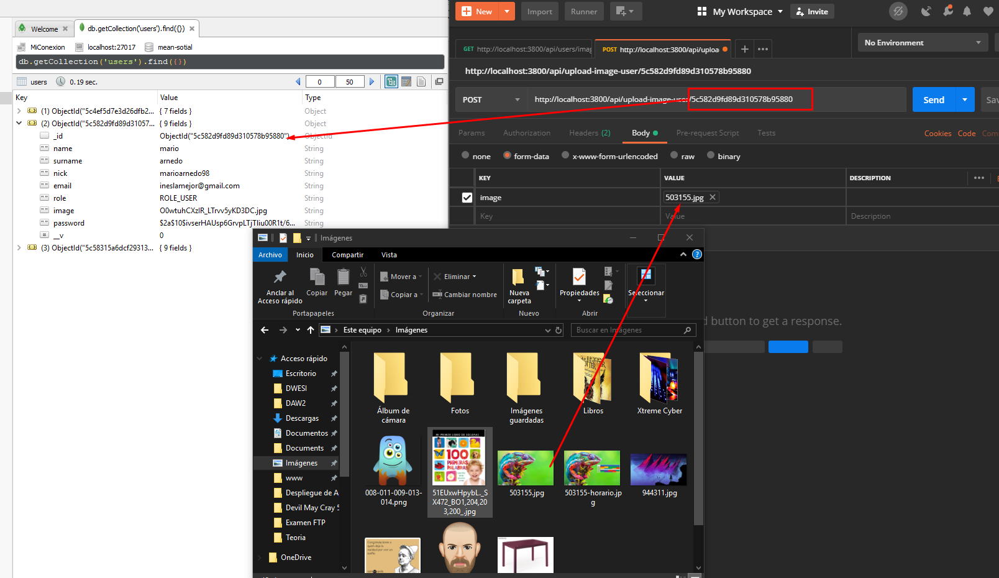 Welcome
db.getCollection('users').find({})
MiConexion
localhost:27017
mean-sotial
db.getCollection('users').find({})
users
0.19 sec.
0
50
Key
Value
Type
(1) ObjectId("5c4ef5d7e3d26dfb2...
{ 7 fields }
Object
(2) ObjectId("5c582d9fd89d31057...
{ 9 fields }
Object
_id
ObjectId("5c582d9fd89d310578b95880")
ObjectId
name
mario
String
surname
arnedo
String
nick
marioarnedo98
String
email
ineslamejor@gmail.com
String
role
ROLE_USER
String
image
O0wtuhCXzlR_LTrvv5yKD3DC.jpg
String
password
$2a$10$ivserHAUsp6GrvpLTjTIiu00R1t/6...
String
__v
0
(3) ObjectId("5c58315a6dcf29313...
{ 9 fields }
New
Import
Runner
My Workspace
Invite
GET http://localhost:3800/api/users/imag
POST http://localhost:3800/api/uploa
No Environment
http://localhost:3800/api/upload-image-user/5c582d9fd89d310578b95880
POST
http://localhost:3800/api/upload-image-user/5c582d9fd89d310578b95880
Send
Sav
Params
Authorization
Headers (2)
Body
Pre-request Script
Tests
Cookies
Code
Com
none
form-data
x-www-form-urlencoded
raw
binary
KEY
VALUE
DESCRIPTION
image
503155.jpg
Key
Value
Description
d button to get a response.
Imágenes
Archivo
Inicio
Compartir
Vista
Anclar al
Acceso rápido
Copiar
Pegar
Portapapeles
Mover a
Copiar a
Eliminar
Cambiar nombre
Organizar
Nueva
carpeta
Nuevo
Propiedades
Abrir
Seleccionar
Este equipo
Imágenes
Buscar en Imágenes
Acceso rápido
Escritorio
DWESI
DAW2
Descargas
Documentos
Documents
Imágenes
www
Despliegue de A
Devil May Cray 5
Examen FTP
Teoria
OneDrive
Álbum de
cámara
Fotos
Imágenes
guardadas
Libros
Xtreme Cyber
MI PRIMER LIBRO DE SOLAPAS
100
PRIMERAS
PALABRAS
008-011-009-013-
014.png
51EUxwHpybL._S
X472_BO1,204,20
3,200_.jpg
503155.jpg
503155-horario.jp
g
944311.jpg